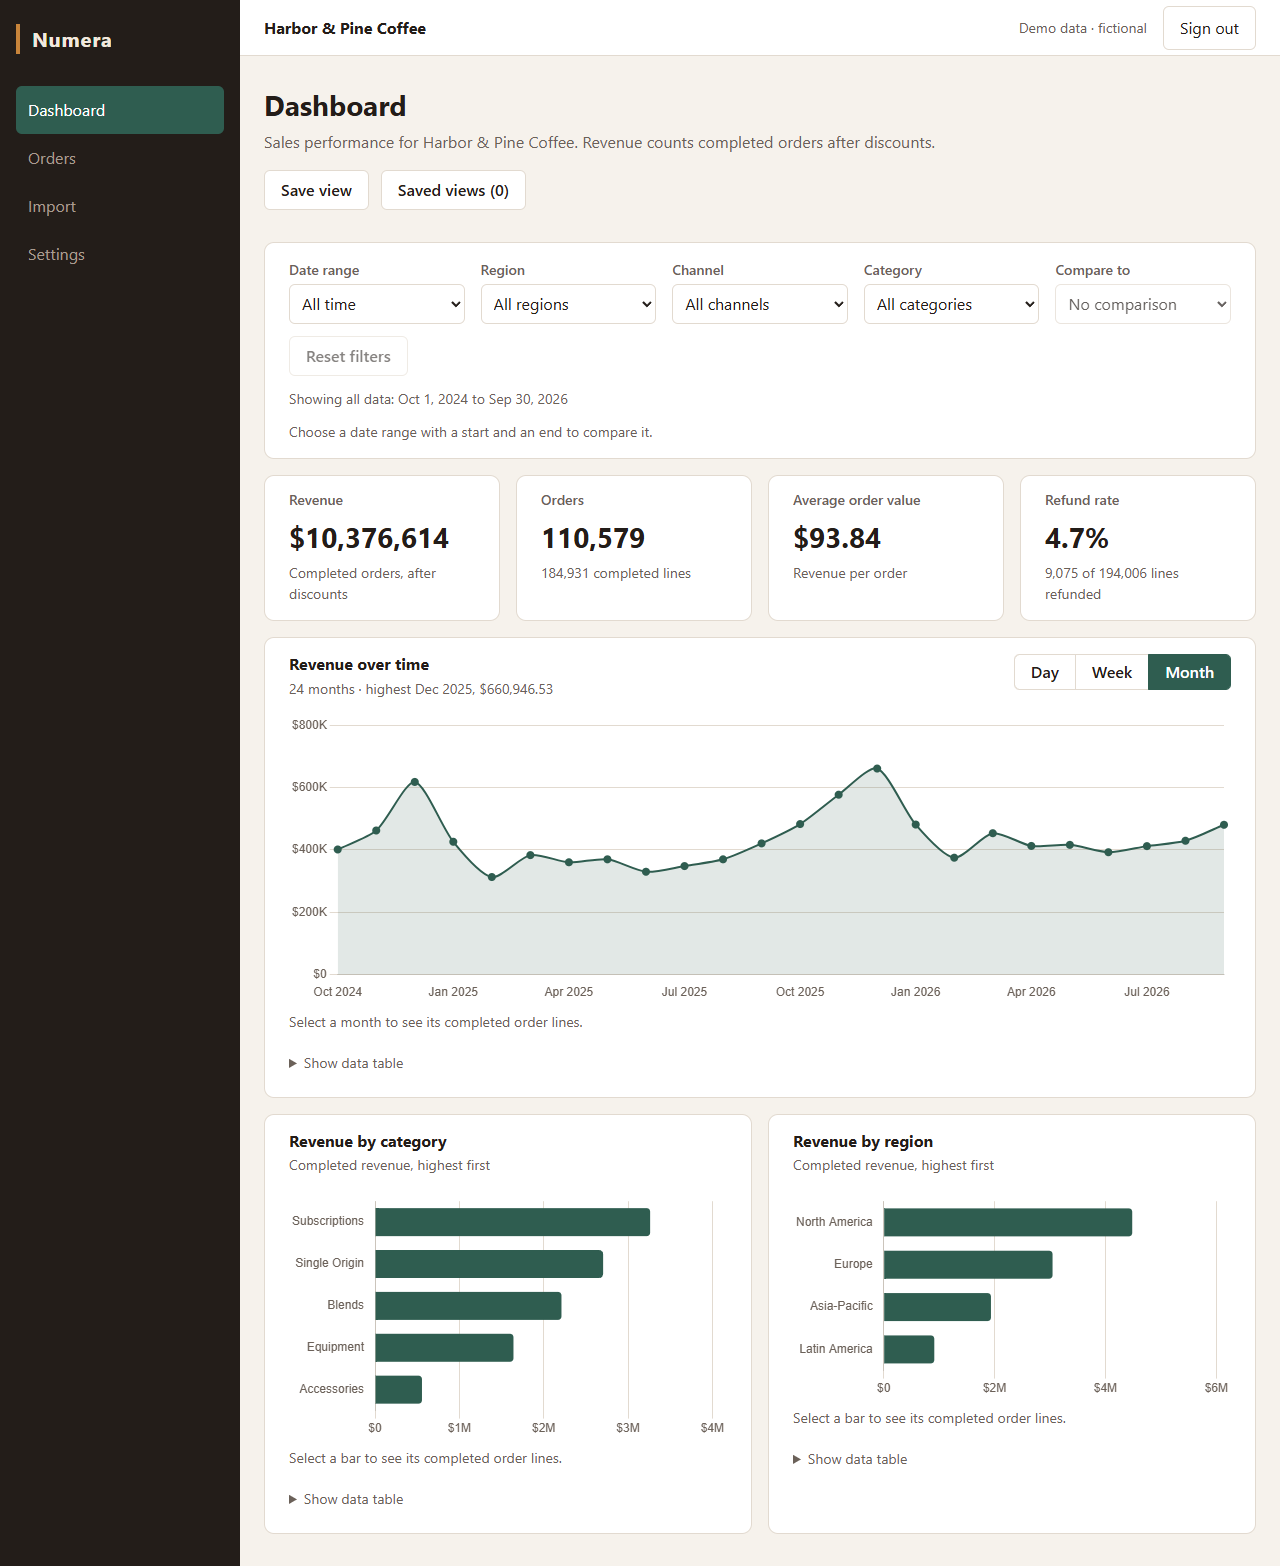 Numera
Dashboard
Orders
Import
Settings
Harbor & Pine Coffee
Demo data · fictional
Sign out
Dashboard
Sales performance for Harbor & Pine Coffee. Revenue counts completed orders after discounts.
Save view
Saved views (0)
Date range
Region
Channel
Category
Compare to
All time
All regions
All channels
All categories
No comparison
Reset filters
Showing all data: Oct 1, 2024 to Sep 30, 2026
Choose a date range with a start and an end to compare it.
Revenue
$10,376,614
Completed orders, after
discounts
Orders
110,579
184,931 completed lines
Average order value
$93.84
Revenue per order
Refund rate
4.7%
9,075 of 194,006 lines
refunded
Revenue over time
24 months · highest Dec 2025, $660,946.53
Day
Week
Month
$800K
$600K
$400K
$200K
$0
Oct 2024
Jan 2025
Apr 2025
Jul 2025
Oct 2025
Jan 2026
Apr 2026
Jul 2026
Select a month to see its completed order lines.
Show data table
Revenue by category
Completed revenue, highest first
Subscriptions
Single Origin
Blends
Equipment
Accessories
$0
$1M
$2M
$3M
$4M
Select a bar to see its completed order lines.
Show data table
Revenue by region
Completed revenue, highest first
North America
Europe
Asia-Pacific
Latin America
$0
$2M
$4M
$6M
Select a bar to see its completed order lines.
Show data table